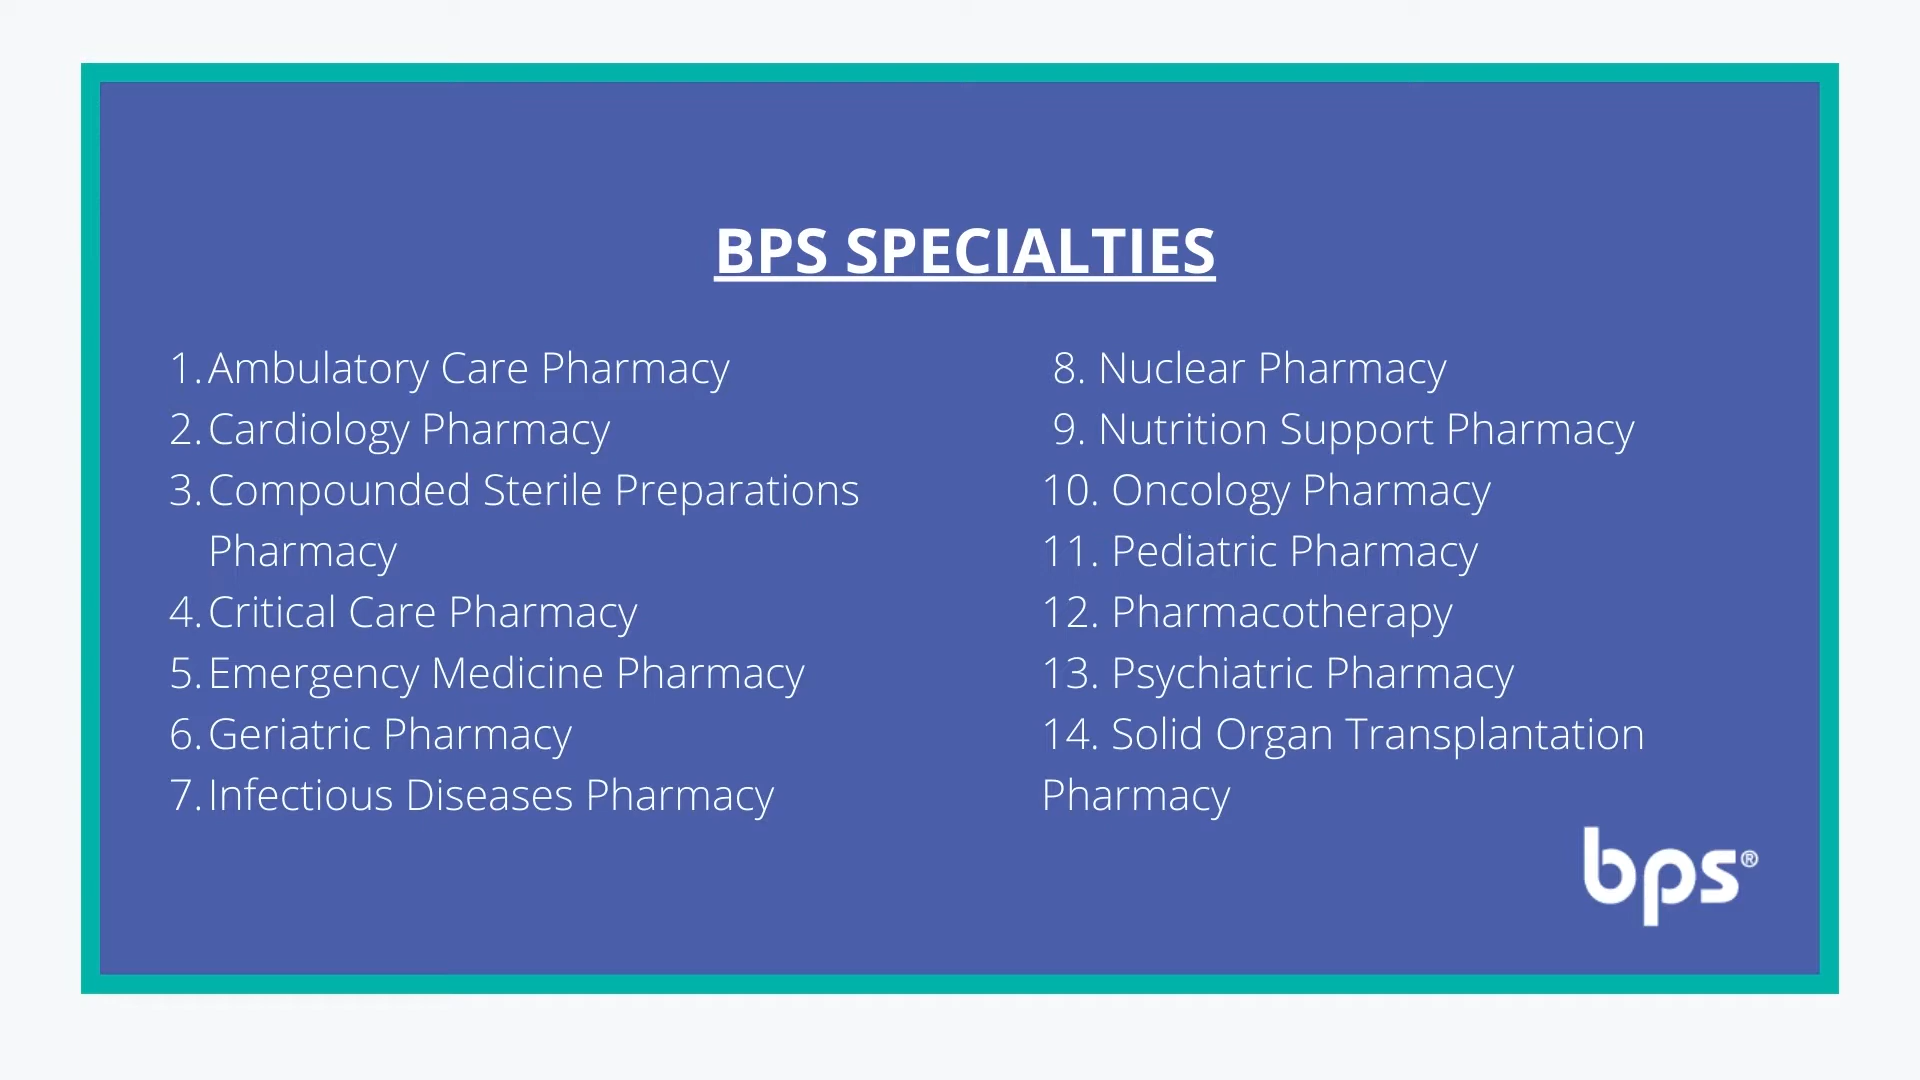 BPS SPECIALTIES
1. Ambulatory Care Pharmacy
2. Cardiology Pharmacy
3. Compounded Sterile Preparations
Pharmacy
4. Critical Care Pharmacy
5. Emergency Medicine Pharmacy
6. Geriatric Pharmacy
7. Infectious Diseases Pharmacy
8. Nuclear Pharmacy
9. Nutrition Support Pharmacy
10. Oncology Pharmacy
11. Pediatric Pharmacy
12. Pharmacotherapy
13. Psychiatric Pharmacy
14. Solid Organ Transplantation
Pharmacy
bps®